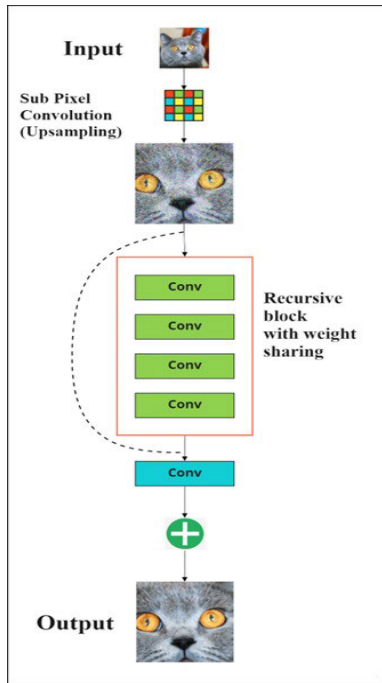 Input
Sub Pixel
Convolution
(Upsampling)
Conv
Conv
Conv
Conv
Recursive
block
with weight
sharing
Conv
Output